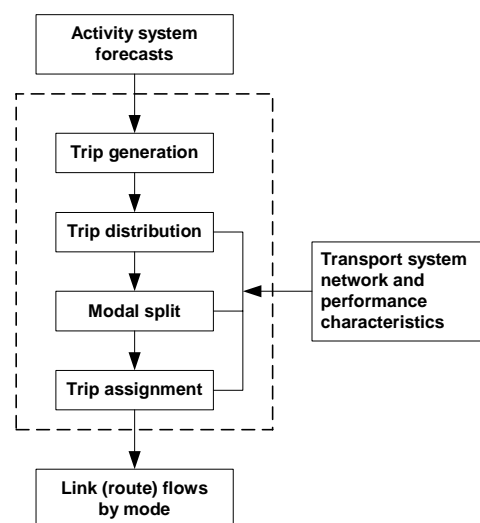 Activity system
forecasts
Trip generation
Trip distribution
Modal split
Trip assignment
Transport system
network and
performance
characteristics
Link (route) flows
by mode